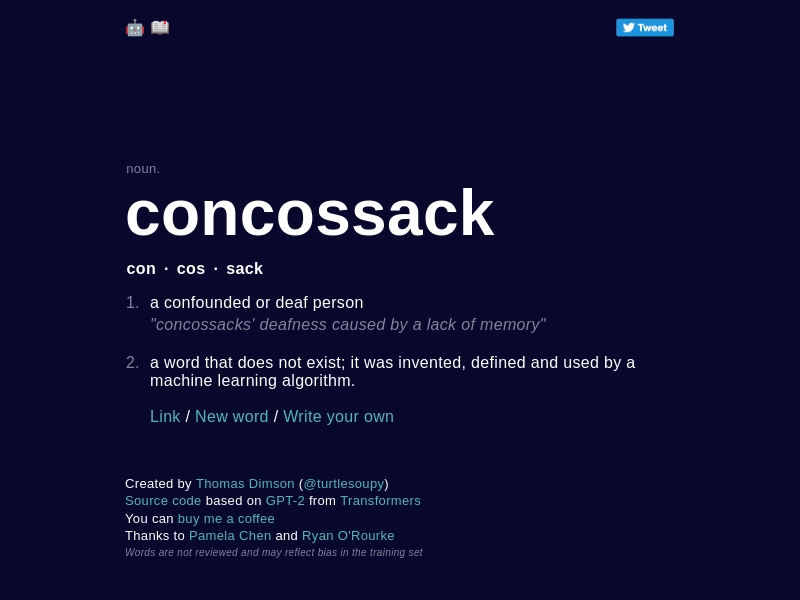 Tweet
noun.
concossack
con · cos · sack
1. a confounded or deaf person
"concossacks' deafness caused by a lack of memory"
2. a word that does not exist; it was invented, defined and used by a
machine learning algorithm.
Link / New word / Write your own
Created by Thomas Dimson (@turtlesoupy)
Source code based on GPT-2 from Transformers
You can buy me a coffee
Thanks to Pamela Chen and Ryan O'Rourke
Words are not reviewed and may reflect bias in the training set